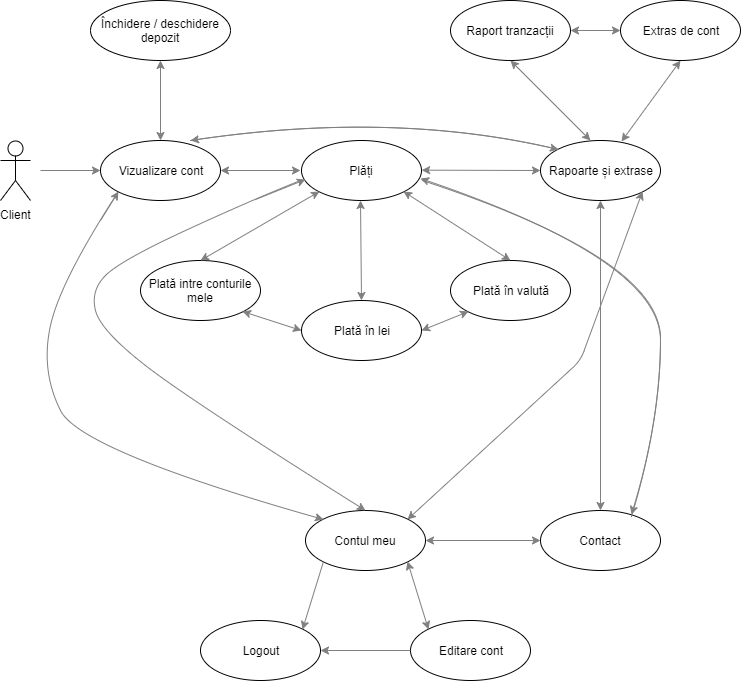 Închidere / deschidere
depozit
Raport tranzacții
Extras de cont
Client
Vizualizare cont
Plăți
Rapoarte și extrase
Plată intre conturile
mele
Plată în lei
Plată în valută
Contul meu
Contact
Logout
Editare cont